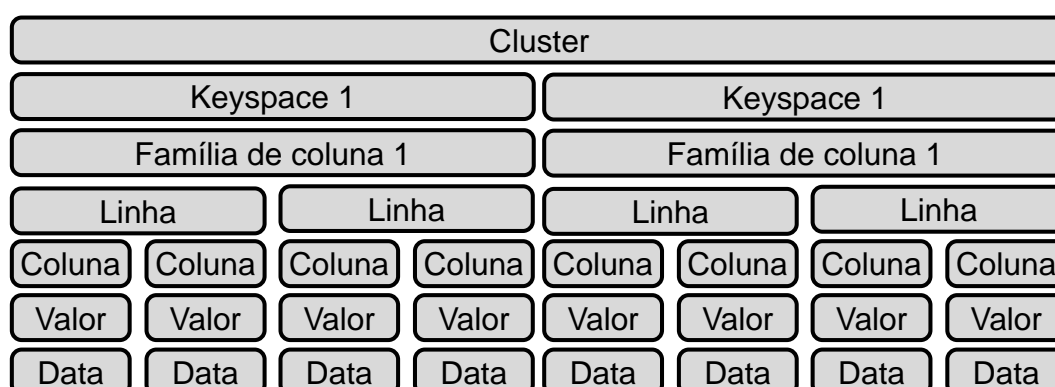 Cluster
Keyspace 1 Keyspace 1
Família de coluna 1 Família de coluna 1
Linha Linha Linha Linha
Coluna Coluna Coluna Coluna Coluna Coluna Coluna Coluna
Valor Valor Valor Valor Valor Valor Valor Valor
Data Data Data Data Data Data Data Data